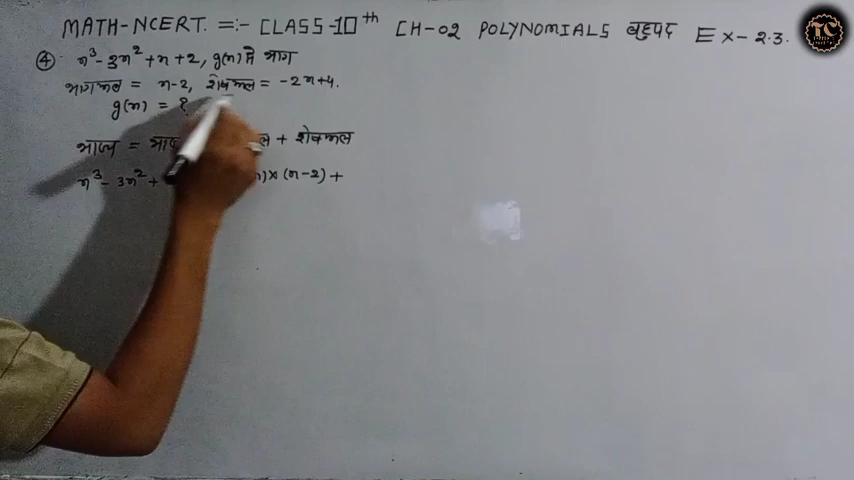 MATH-NCERT. =:- CLASS-10th CH-02 POLYNOMIALS बहुपद Ex-2.3.
④ x³-3x²+x+2, g(x) से भाग
भागफल = x-2, शेषफल = -2x+4.
g(x) = ?
भाज्य = + शेषफल
x³-3x²+ × (x-2) +
TC